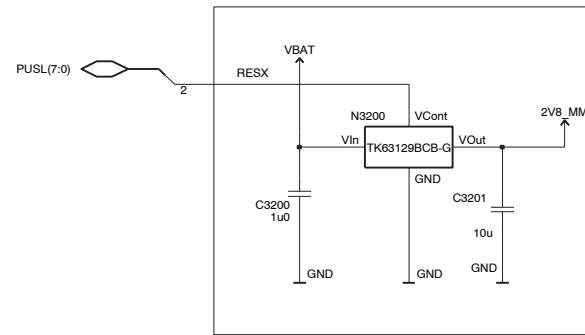 VBAT
PUSL(7:0)
RESX
2
N3200
VCont
2V8_MM
VIn
TK63129BCB-G
VOut
GND
C3200
1u0
C3201
10u
GND
GND
GND